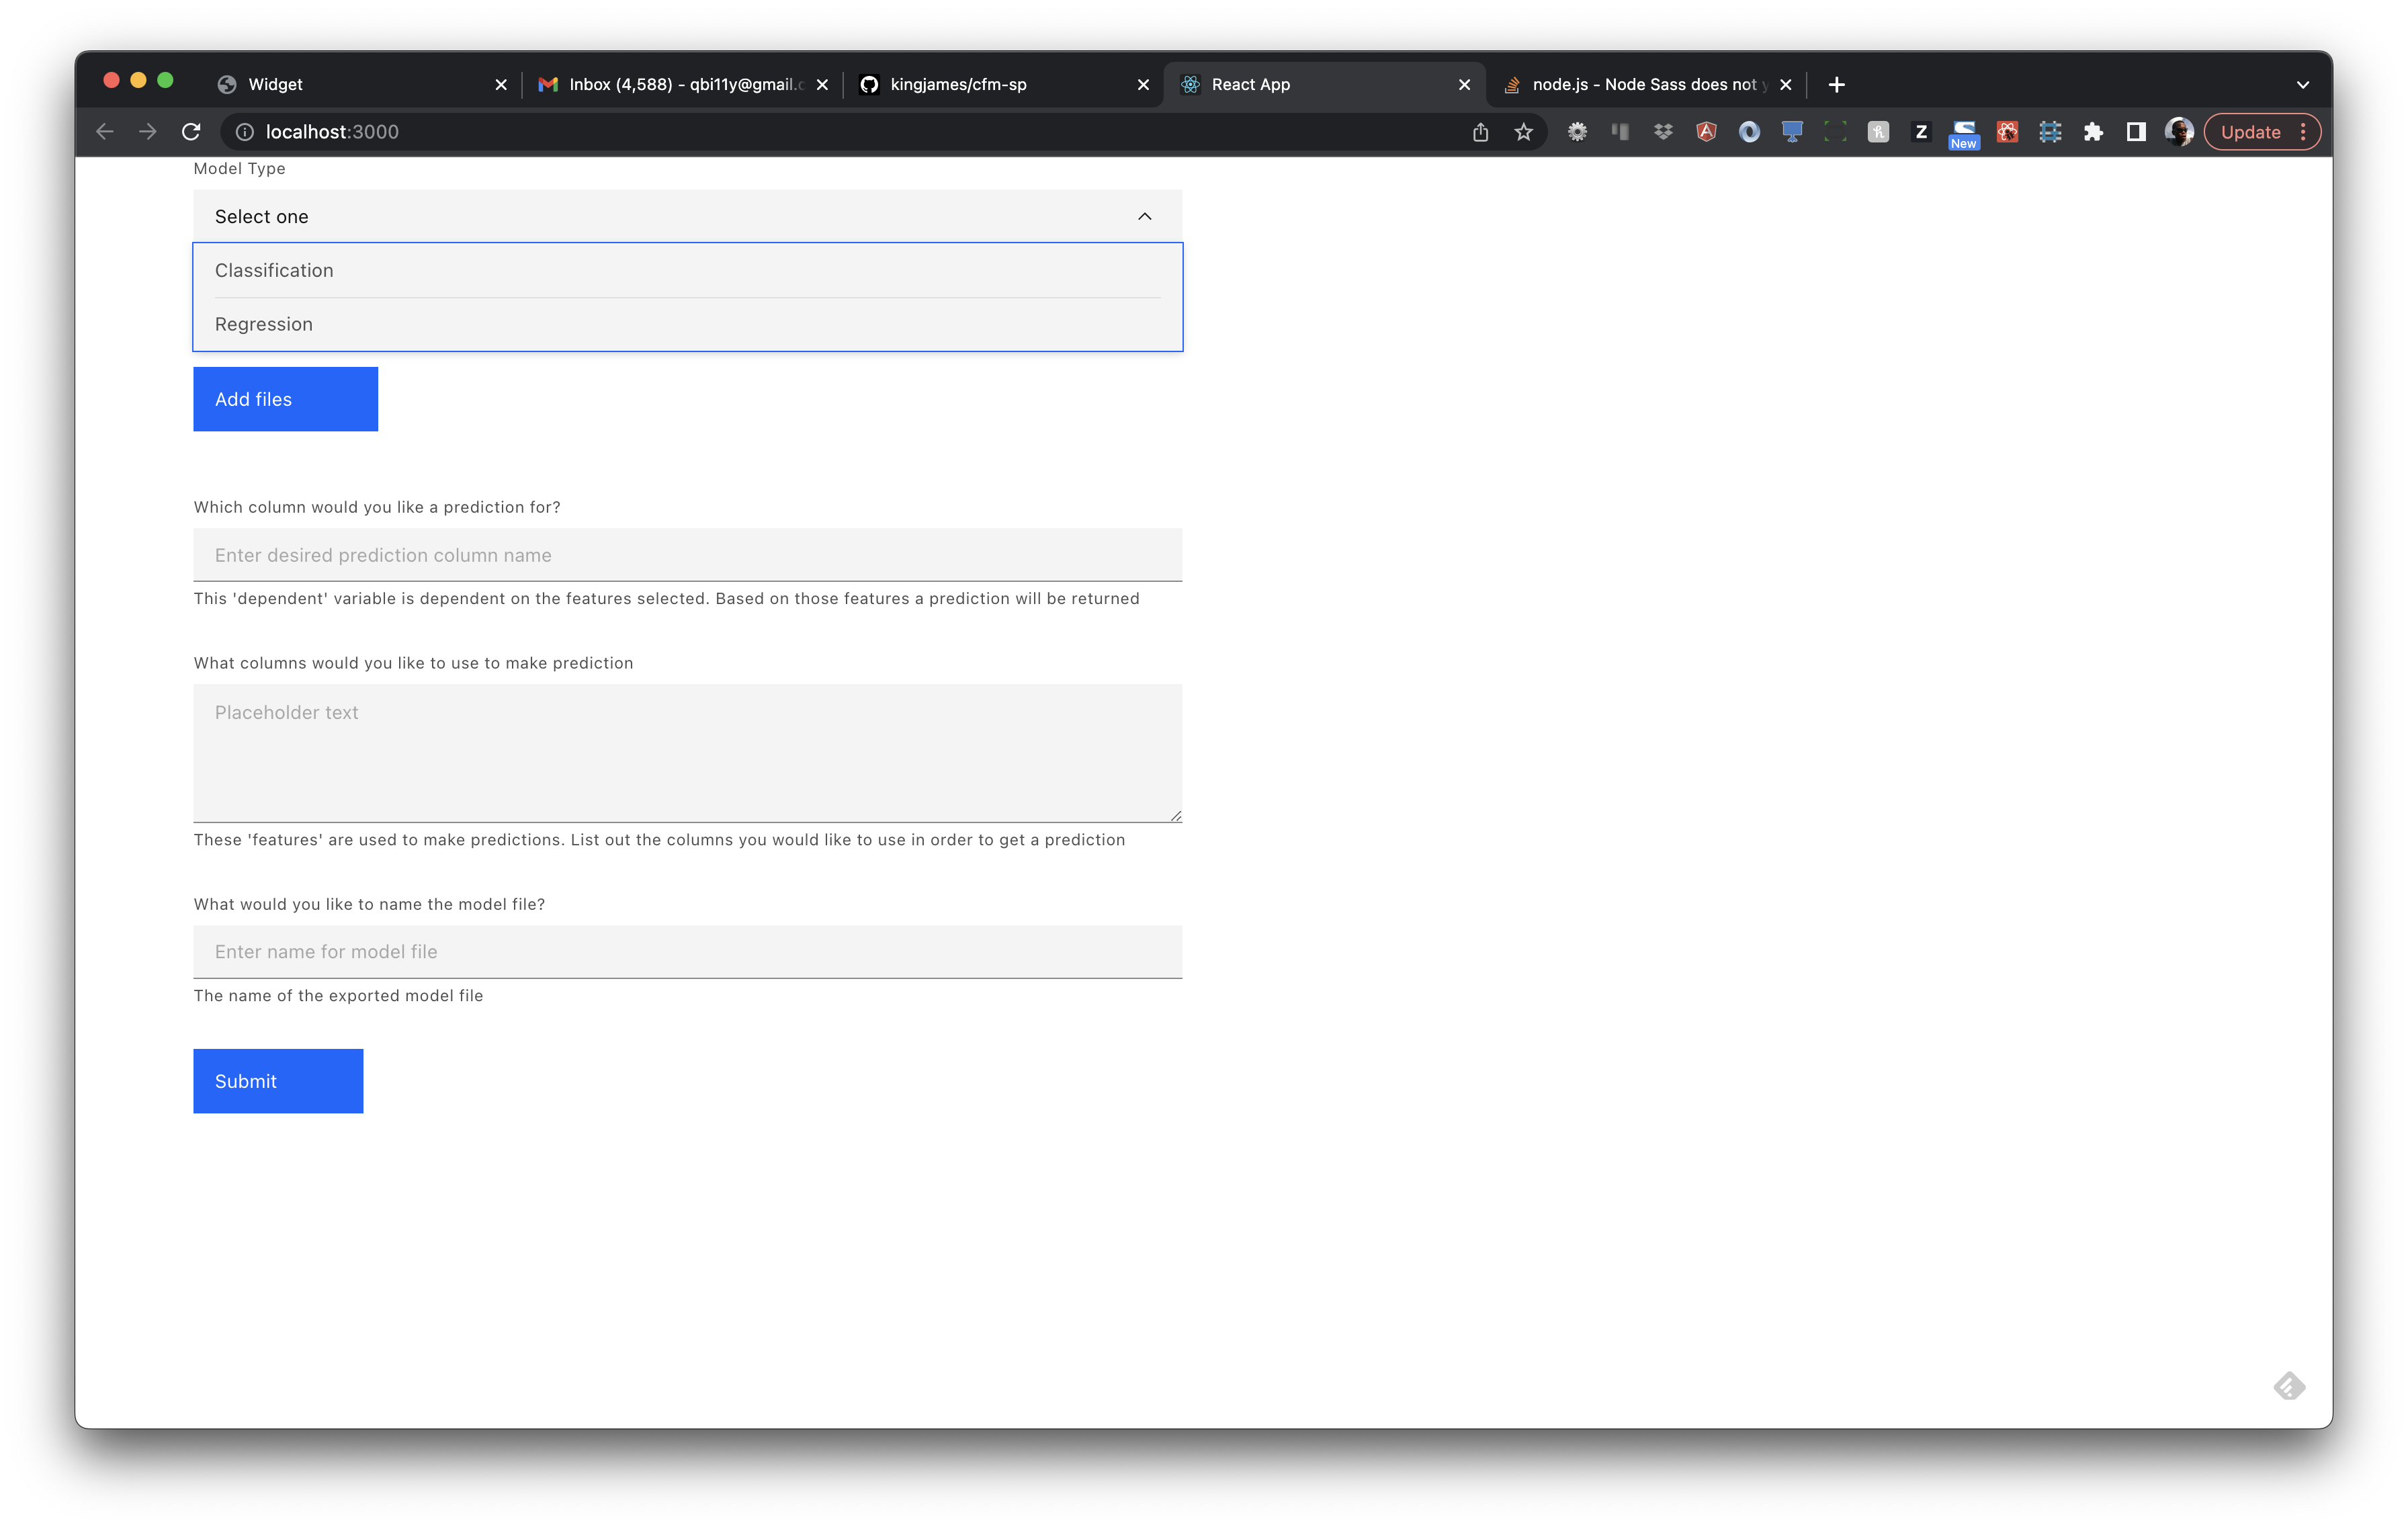 Widget
Inbox (4,588) - qbi11y@gmail.c
kingjames/cfm-sp
React App
node.js - Node Sass does not y
localhost:3000
Z
New
Update
Model Type
Select one
Classification
Regression
Add files
Which column would you like a prediction for?
Enter desired prediction column name
This 'dependent' variable is dependent on the features selected. Based on those features a prediction will be returned
What columns would you like to use to make prediction
Placeholder text
These 'features' are used to make predictions. List out the columns you would like to use in order to get a prediction
What would you like to name the model file?
Enter name for model file
The name of the exported model file
Submit